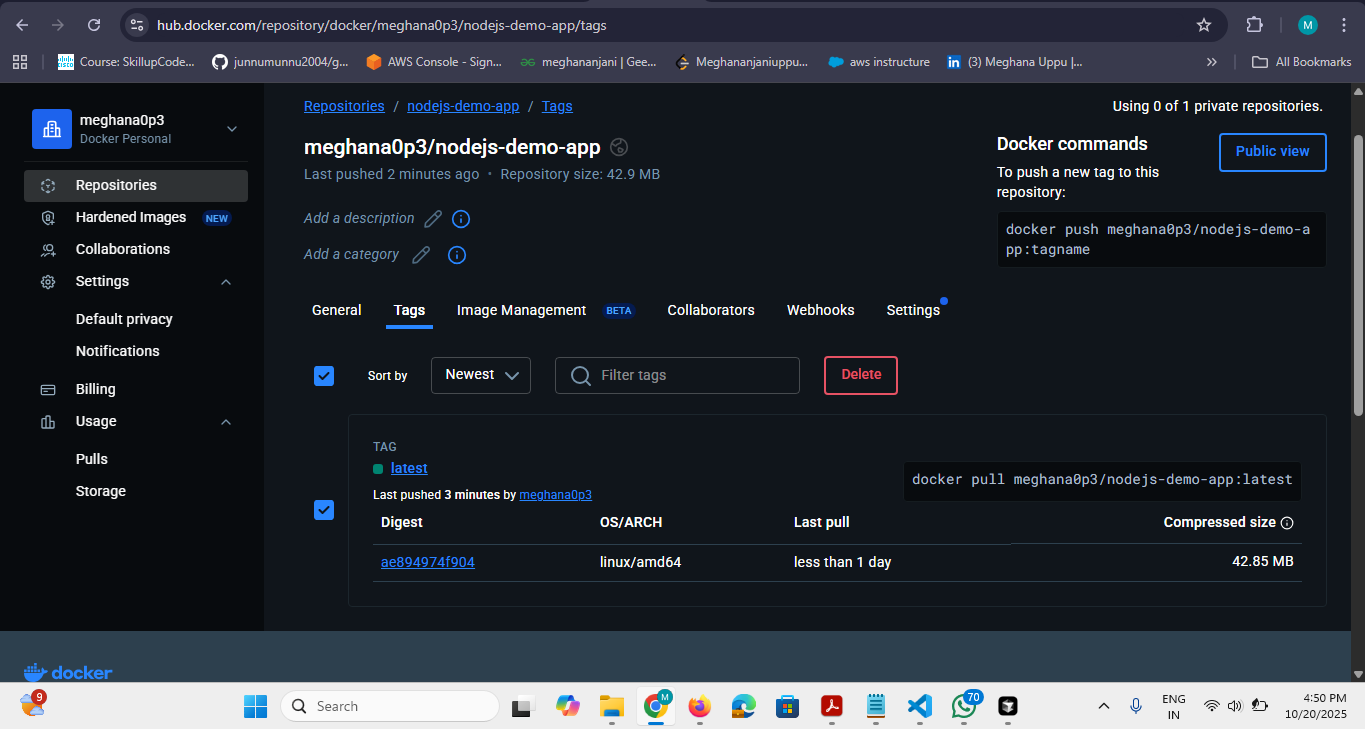 hub.docker.com/repository/docker/meghana0p3/nodejs-demo-app/tags
M
Course: SkillupCode...
junnumunnu2004/g...
AWS Console - Sign...
meghananjani | Gee...
Meghananjaniuppu...
aws instructure
(3) Meghana Uppu |...
»
All Bookmarks
meghana0p3
Docker Personal
Repositories
Hardened Images NEW
Collaborations
Settings
Default privacy
Notifications
Billing
Usage
Pulls
Storage
Repositories / nodejs-demo-app / Tags
Using 0 of 1 private repositories.
meghana0p3/nodejs-demo-app
Last pushed 2 minutes ago • Repository size: 42.9 MB
Add a description
Add a category
Docker commands
Public view
To push a new tag to this
repository:
docker push meghana0p3/nodejs-demo-a
pp:tagname
General Tags Image Management BETA Collaborators Webhooks Settings
Sort by Newest Filter tags Delete
TAG
latest
Last pushed 3 minutes by meghana0p3
docker pull meghana0p3/nodejs-demo-app:latest
Digest OS/ARCH Last pull Compressed size
ae894974f904 linux/amd64 less than 1 day 42.85 MB
docker
9
Search
M
70
ENG
IN
4:50 PM
10/20/2025